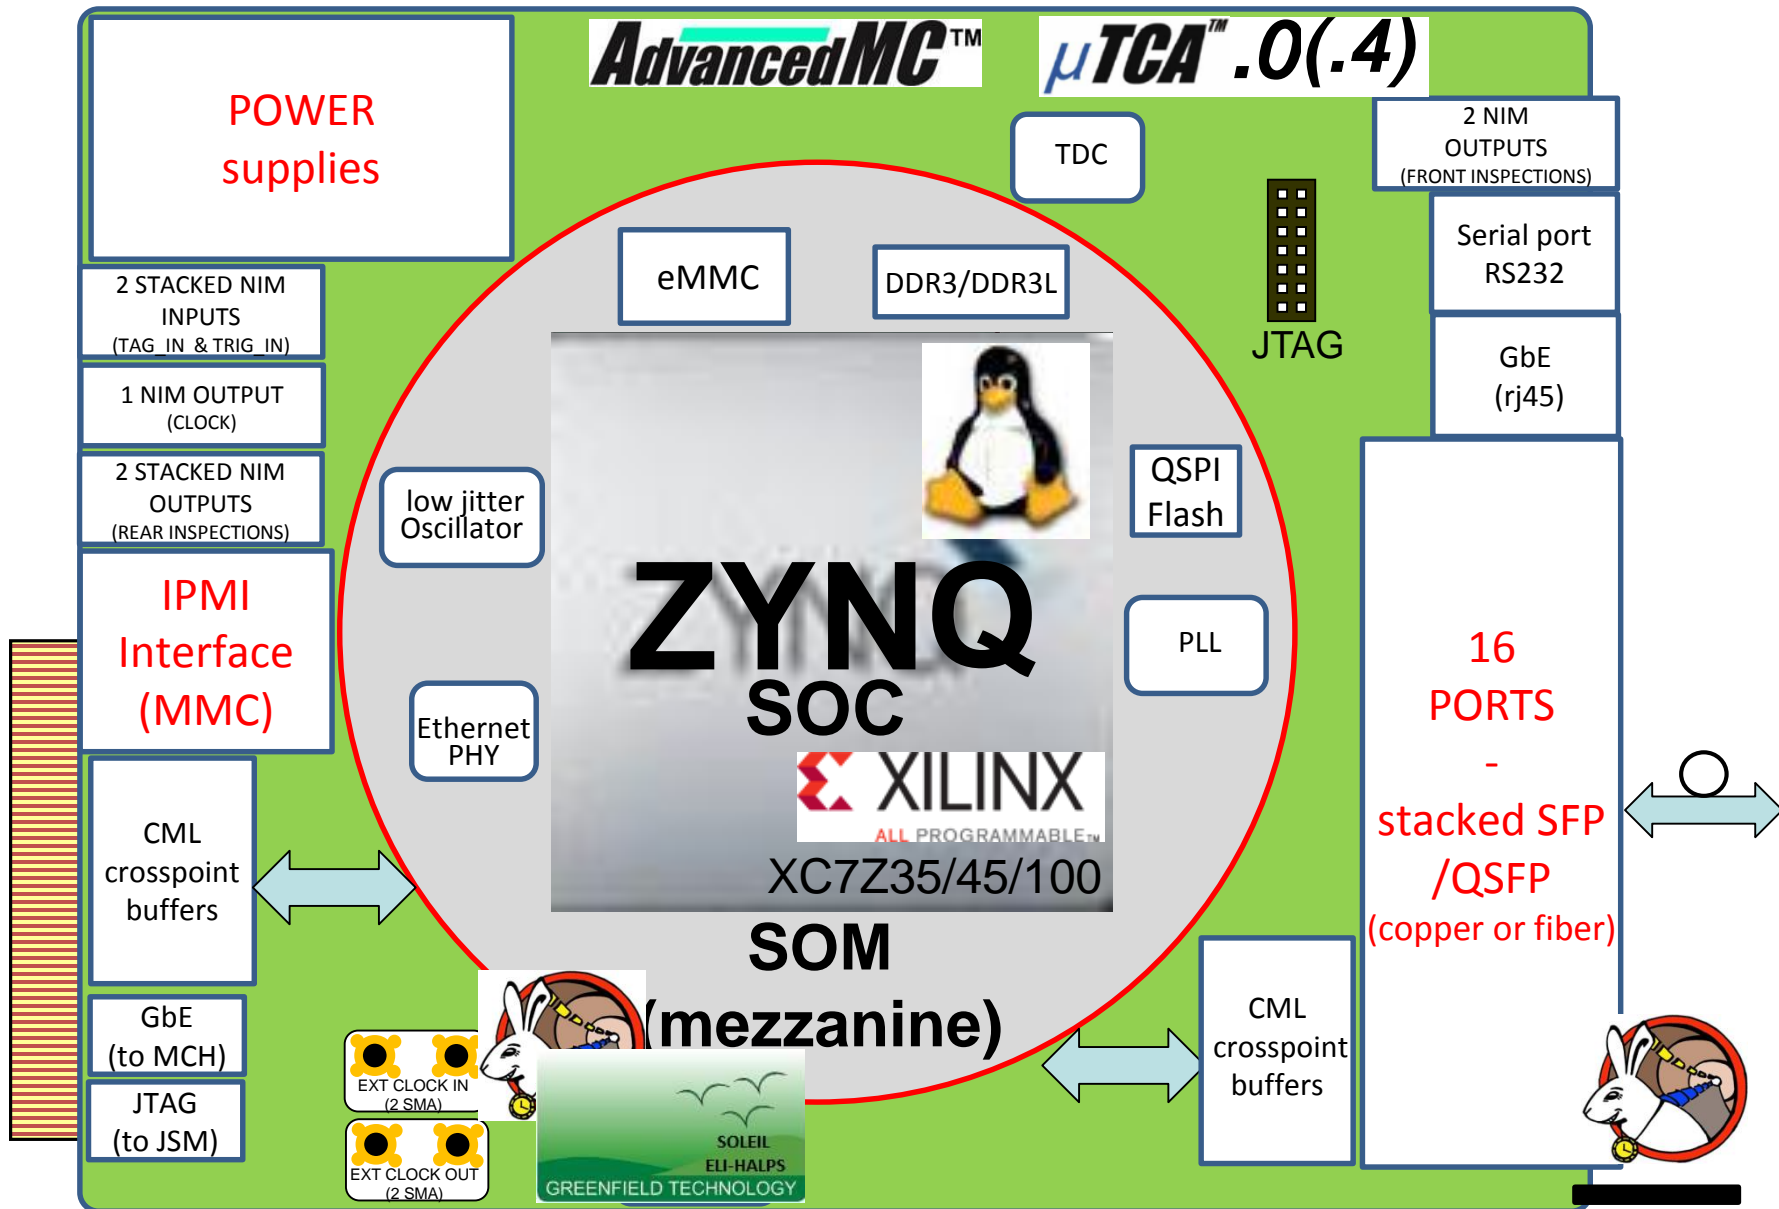 AdvancedMC™
µTCA™ .0(.4)
POWER
supplies
2 NIM
OUTPUTS
(FRONT INSPECTIONS)
TDC
Serial port
RS232
eMMC
DDR3/DDR3L
2 STACKED NIM
INPUTS
(TAG_IN & TRIG_IN)
JTAG
GbE
(rj45)
1 NIM OUTPUT
(CLOCK)
2 STACKED NIM
OUTPUTS
(REAR INSPECTIONS)
low jitter
Oscillator
QSPI
Flash
IPMI
Interface
(MMC)
ZYNQ
SOC
PLL
16
PORTS
-
stacked SFP
/QSFP
(copper or fiber)
Ethernet
PHY
XILINX
ALL PROGRAMMABLE™
XC7Z35/45/100
CML
crosspoint
buffers
SOM
(mezzanine)
CML
crosspoint
buffers
GbE
(to MCH)
JTAG
(to JSM)
EXT CLOCK IN
(2 SMA)
EXT CLOCK OUT
(2 SMA)
SOLEIL
ELI-HALPS
GREENFIELD TECHNOLOGY